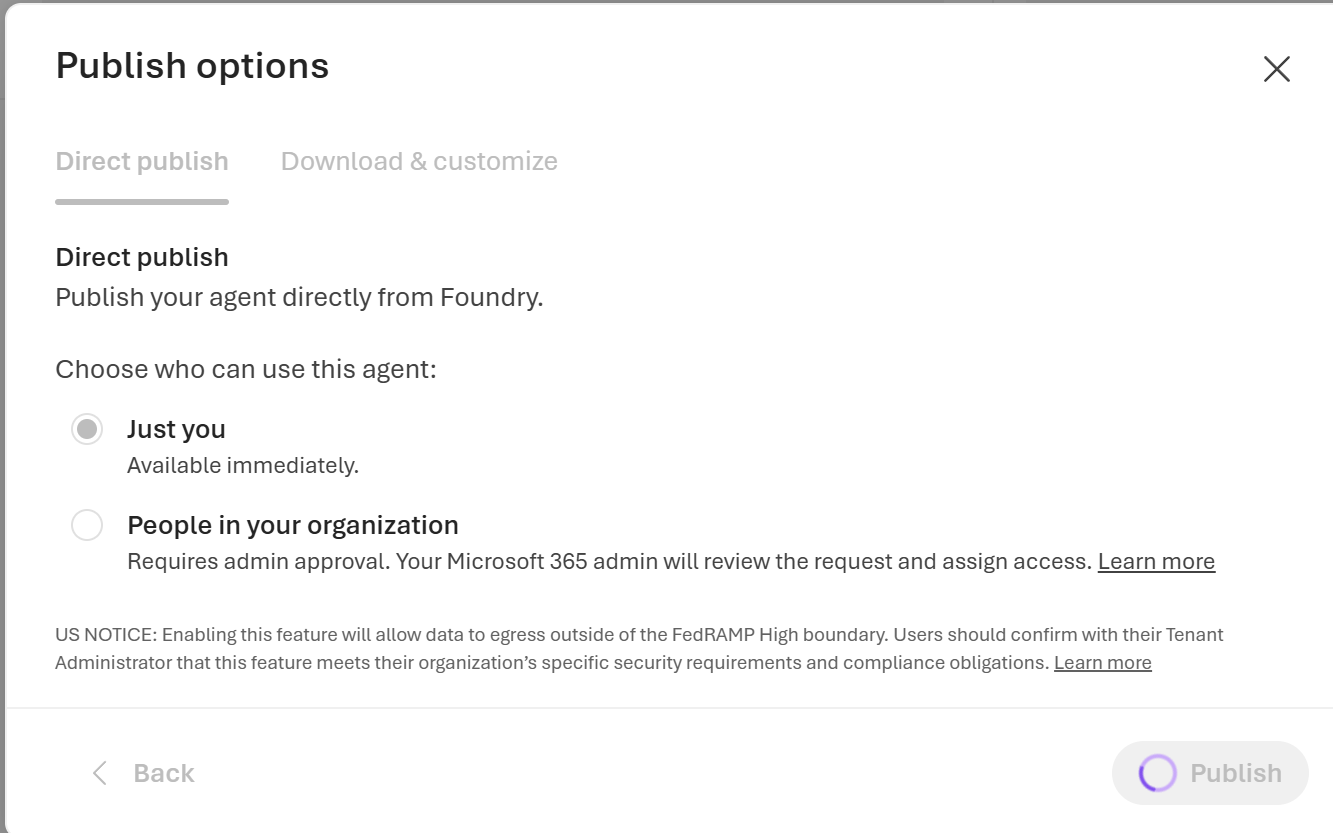 Publish options
Direct publish
Download & customize
Direct publish
Publish your agent directly from Foundry.
Choose who can use this agent:
Just you
Available immediately.
People in your organization
Requires admin approval. Your Microsoft 365 admin will review the request and assign access. Learn more
US NOTICE: Enabling this feature will allow data to egress outside of the FedRAMP High boundary. Users should confirm with their Tenant
Administrator that this feature meets their organization’s specific security requirements and compliance obligations. Learn more
Back
Publish